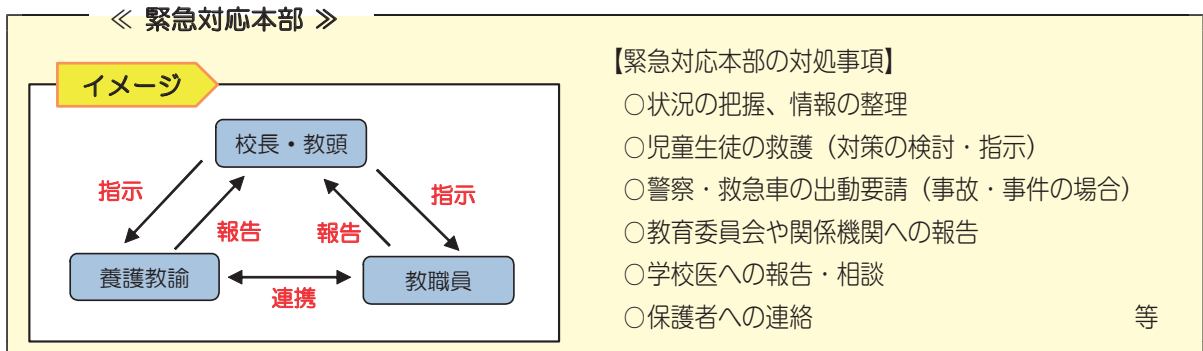 ≪ 緊急対応本部 ≫
イメージ
校長・教頭
指示
指示
報告
報告
養護教諭
教職員
連携
【緊急対応本部の対処事項】
○状況の把握、情報の整理
○児童生徒の救護（対策の検討・指示）
○警察・救急車の出動要請（事故・事件の場合）
○教育委員会や関係機関への報告
○学校医への報告・相談
○保護者への連絡 等